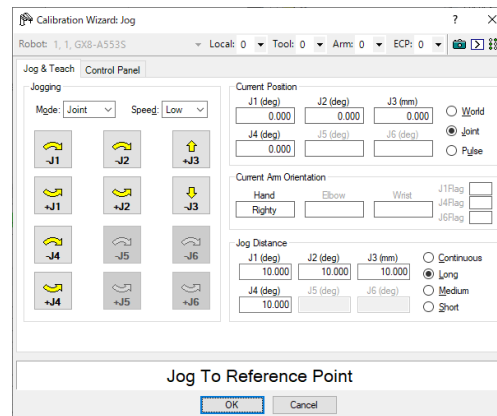 Calibration Wizard: Jog
Robot: 1, 1, GX8-A553S Local: 0 Tool: 0 Arm: 0 ECP: 0
Jog & Teach Control Panel
Jogging
Mode: Joint Speed: Low
-J1 -J2 +J3
+J1 +J2 -J3
-J4 -J5 -J6
+J4 +J5 +J6
Current Position
J1 (deg) J2 (deg) J3 (mm)
0.000 0.000 0.000
J4 (deg) J5 (deg) J6 (deg)
0.000
World
Joint
Pulse
Current Arm Orientation
Hand Elbow Wrist
Righty
J1Flag
J4Flag
J6Flag
Jog Distance
J1 (deg) J2 (deg) J3 (mm)
10.000 10.000 10.000
J4 (deg) J5 (deg) J6 (deg)
10.000
Continuous
Long
Medium
Short
Jog To Reference Point
OK Cancel